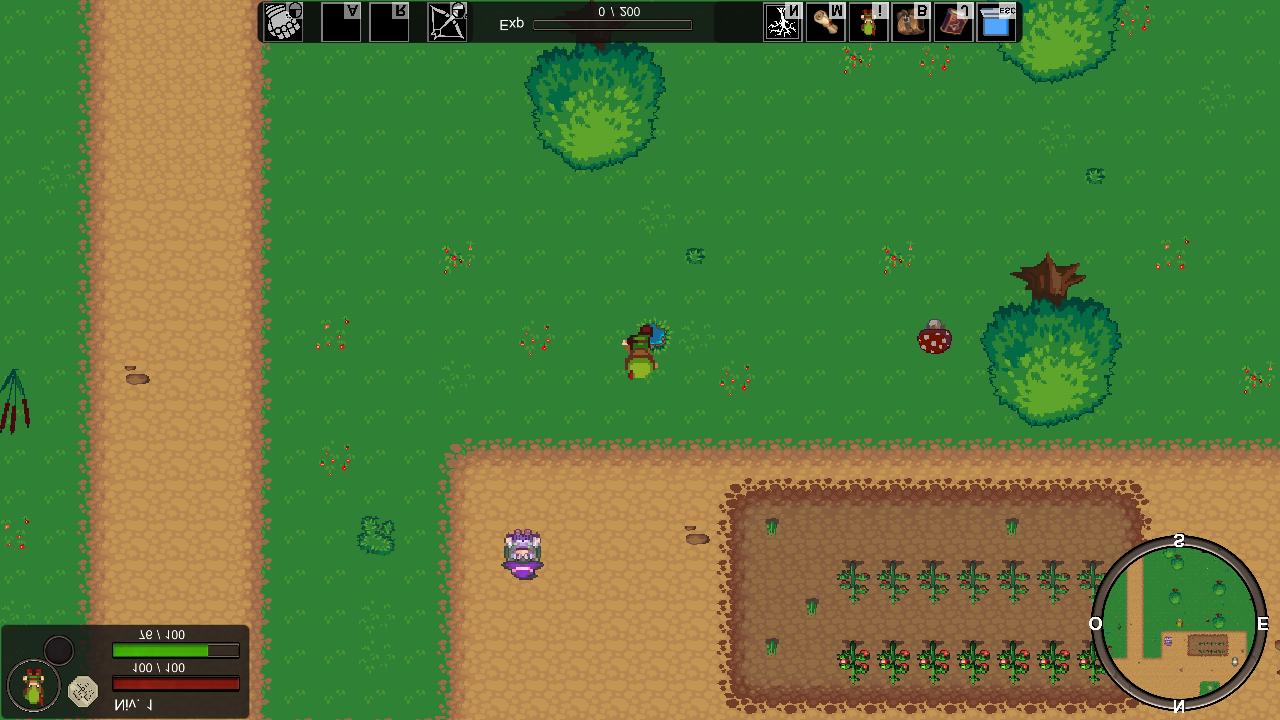 Niv. 1
100 / 100
76 / 100
N
O E
S
A R Exp 0 / 200 N M I B J ESC